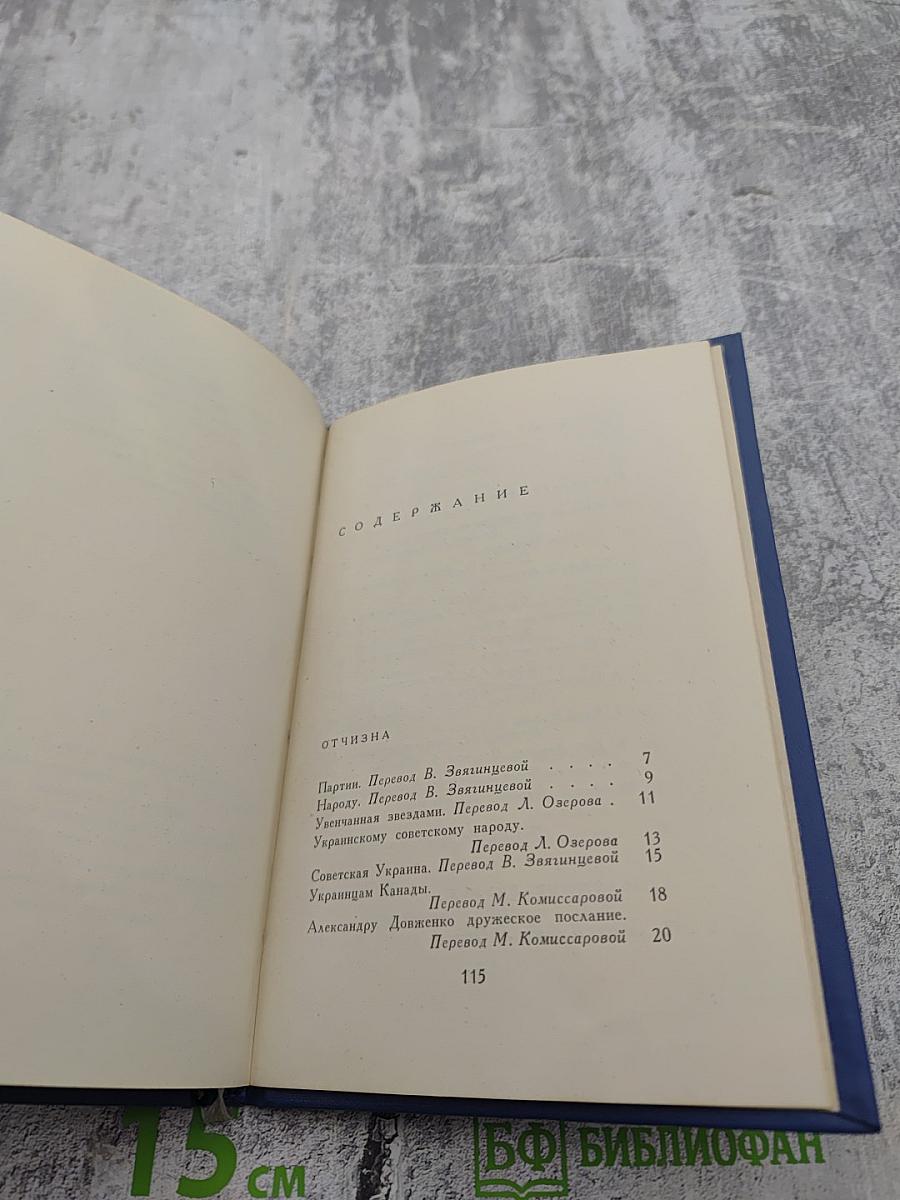 СОДЕРЖАНИЕ
ОТЧИЗНА
Партии. Перевод В. Звягинцевой . . . . 7
Народу. Перевод В. Звягинцевой . . . . 9
Увенчанная звездами. Перевод Л. Озерова . 11
Украинскому советскому народу.
Перевод Л. Озерова 13
Советская Украина. Перевод В. Звягинцевой 15
Украинцам Канады.
Перевод М. Комиссаровой 18
Александру Довженко дружеское послание.
Перевод М. Комиссаровой 20
115
15 СМ
БФ БИБЛИОФАН